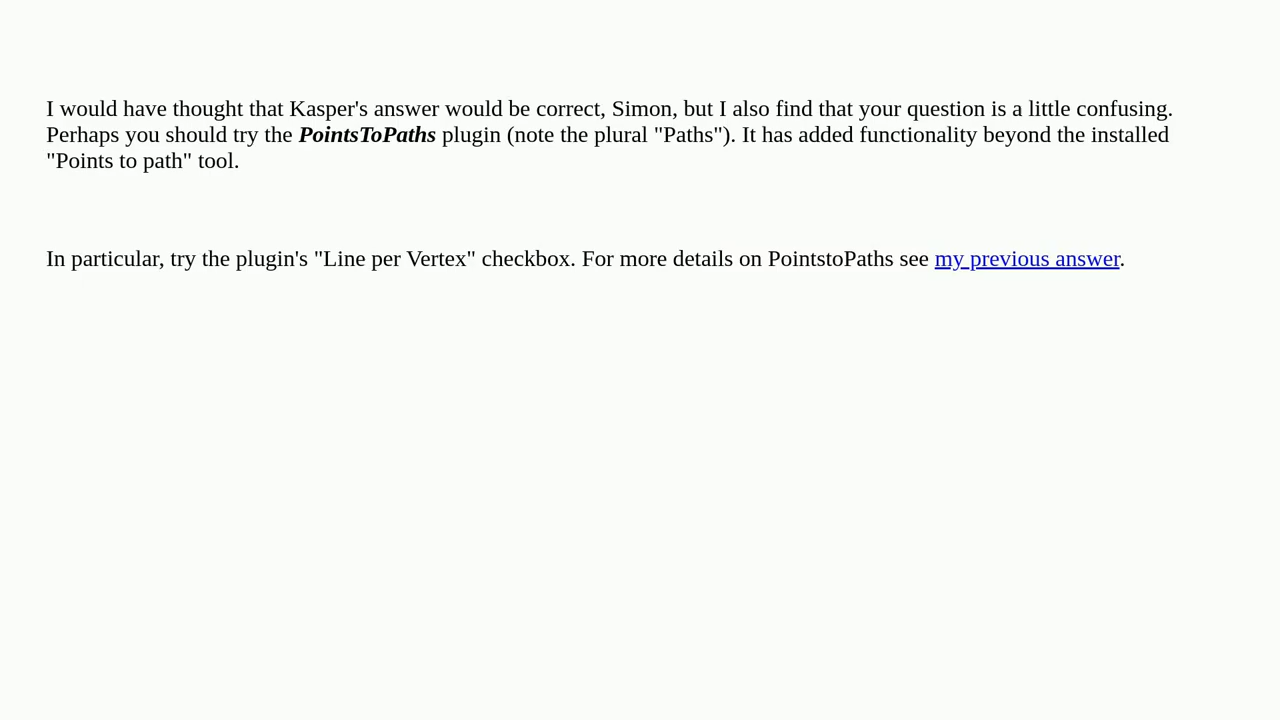 I would have thought that Kasper's answer would be correct, Simon, but I also find that your question is a little confusing.
Perhaps you should try the PointsToPaths plugin (note the plural "Paths"). It has added functionality beyond the installed
"Points to path" tool.
In particular, try the plugin's "Line per Vertex" checkbox. For more details on PointstoPaths see my previous answer.